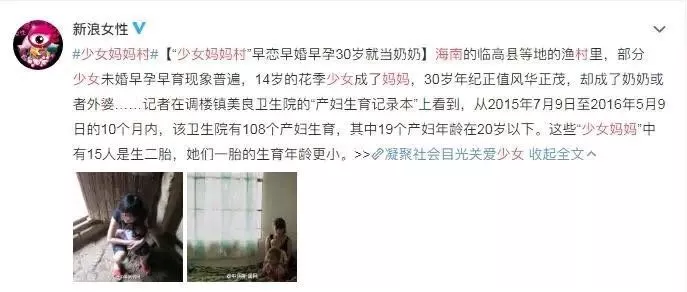 新浪女性
#少女妈妈村#【“少女妈妈村”早恋早婚早孕30岁就当奶奶】海南的临高县等地的渔村里，部分
少女未婚早孕早育现象普遍，14岁的花季少女成了妈妈，30岁年纪正值风华正茂，却成了奶奶或
者外婆……记者在调楼镇美良卫生院的“产妇生育记录本”上看到，从2015年7月9日至2016年5月9
日的10个月内，该卫生院有108个产妇生育，其中19个产妇年龄在20岁以下。这些“少女妈妈”中
有15人是生二胎，她们一胎的生育年龄更小。>>凝聚社会目光关爱少女 收起全文